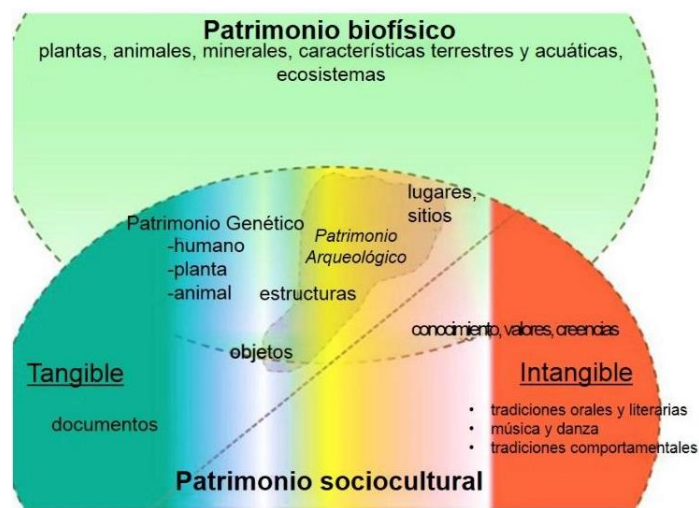 Patrimonio biofísico
plantas, animales, minerales, características terrestres y acuáticas,
ecosistemas
lugares,
sitios
Patrimonio Genético
-humano
-planta
-animal
Patrimonio
Arqueológico
estructuras
objetos
conocimiento, valores, creencias
Tangible
documentos
Intangible
• tradiciones orales y literárias
• música y danza
• tradiciones comportamentales
Patrimonio sociocultural